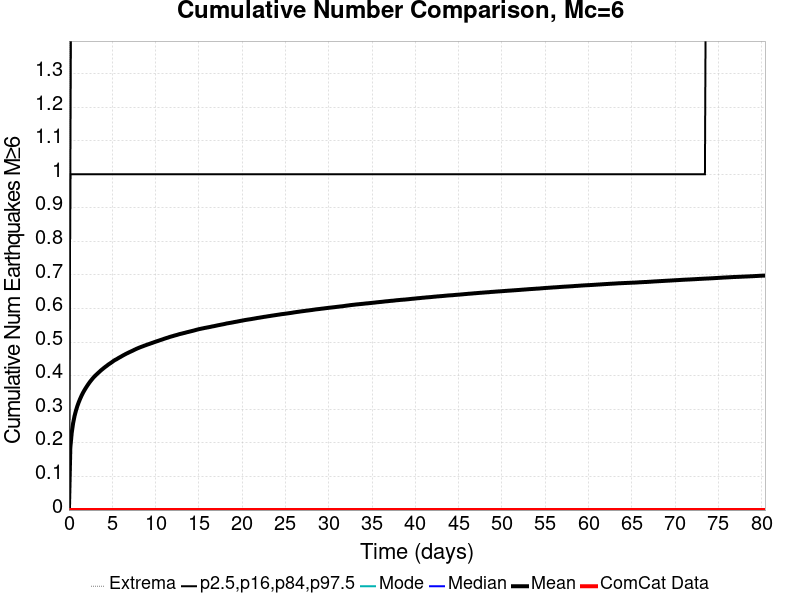 Cumulative Number Comparison, Mc=6
Cumulative Num Earthquakes M≥6
1.3
1.2
1.1
1
0.9
0.8
0.7
0.6
0.5
0.4
0.3
0.2
0.1
0
0 5 10 15 20 25 30 35 40 45 50 55 60 65 70 75 80
Time (days)
Extrema p2.5,p16,p84,p97.5 Mode Median Mean ComCat Data